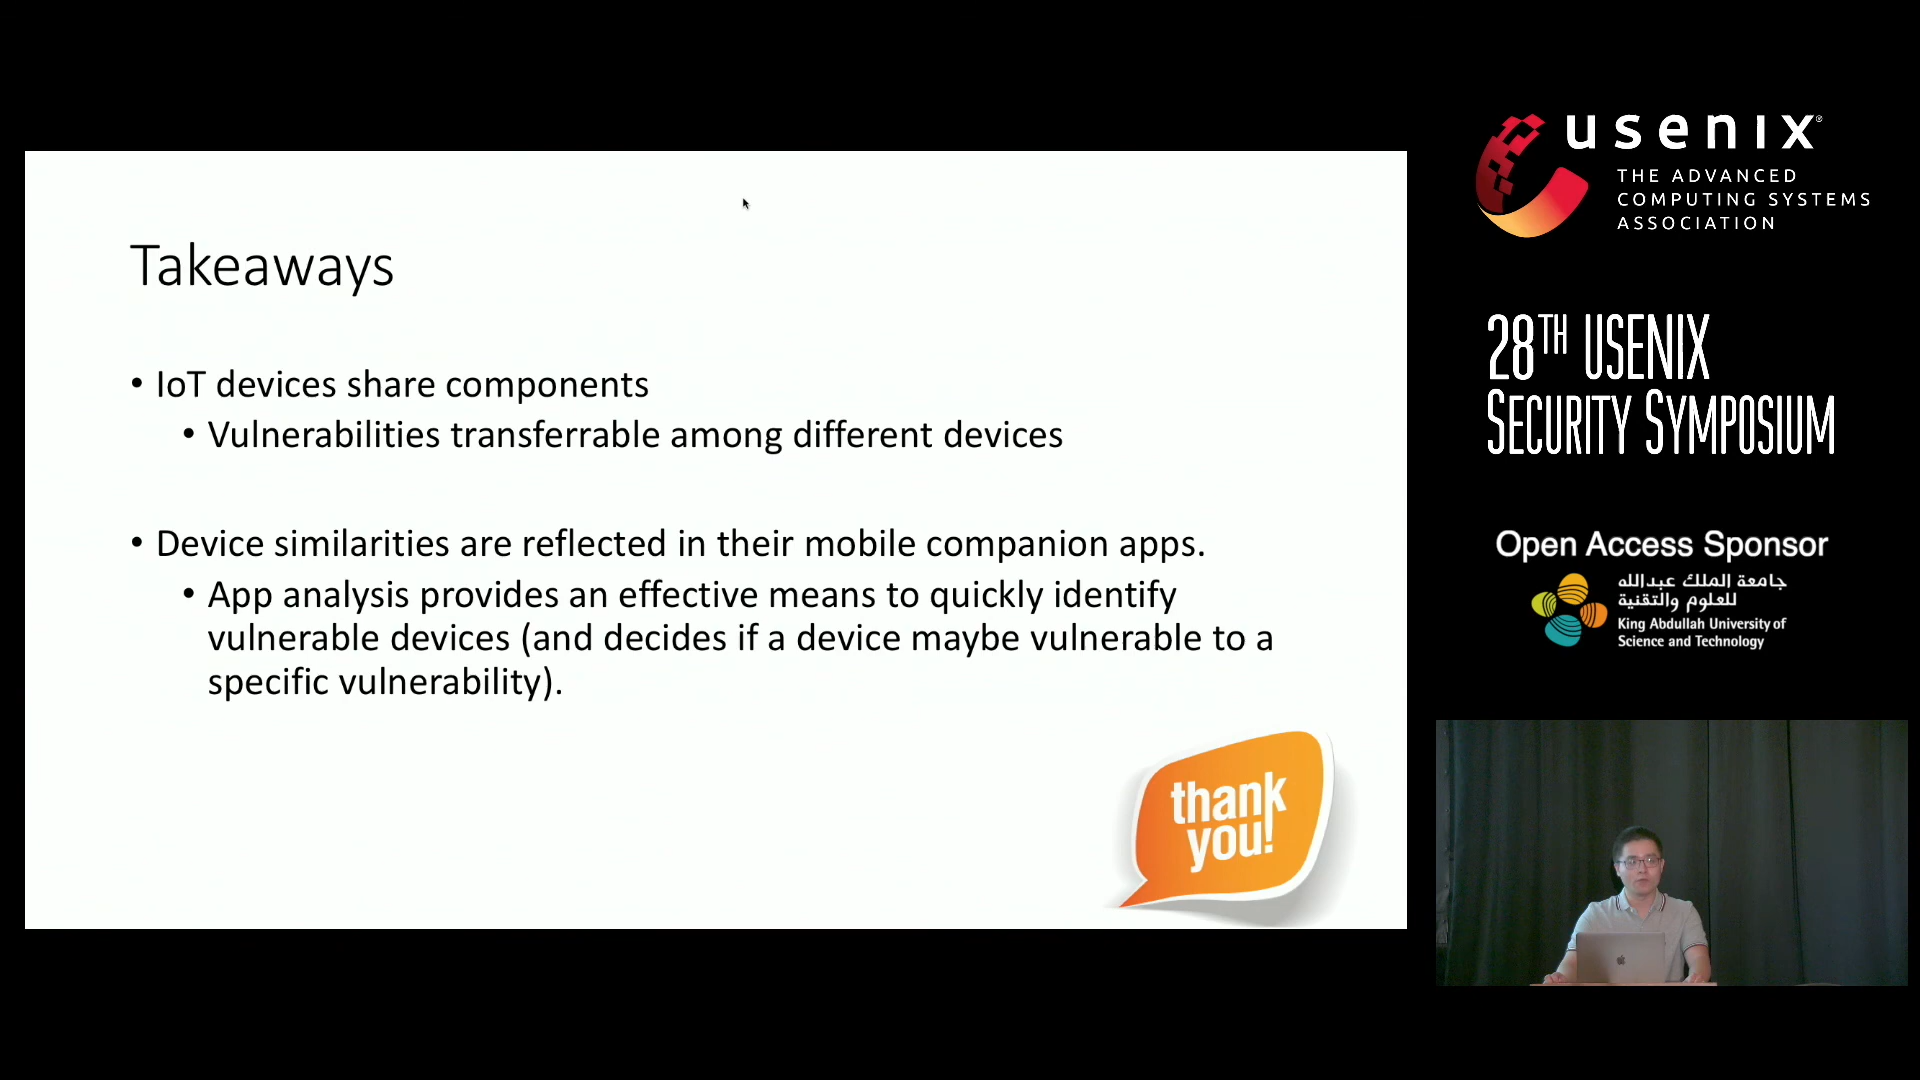 Takeaways
• IoT devices share components
• Vulnerabilities transferrable among different devices
• Device similarities are reflected in their mobile companion apps.
• App analysis provides an effective means to quickly identify
vulnerable devices (and decides if a device maybe vulnerable to a
specific vulnerability).
thank
you!
usenix®
THE ADVANCED
COMPUTING SYSTEMS
ASSOCIATION
28TH USENIX
SECURITY SYMPOSIUM
Open Access Sponsor
جامعة الملك عبدالله
للعلوم والتقنية
King Abdullah University of
Science and Technology